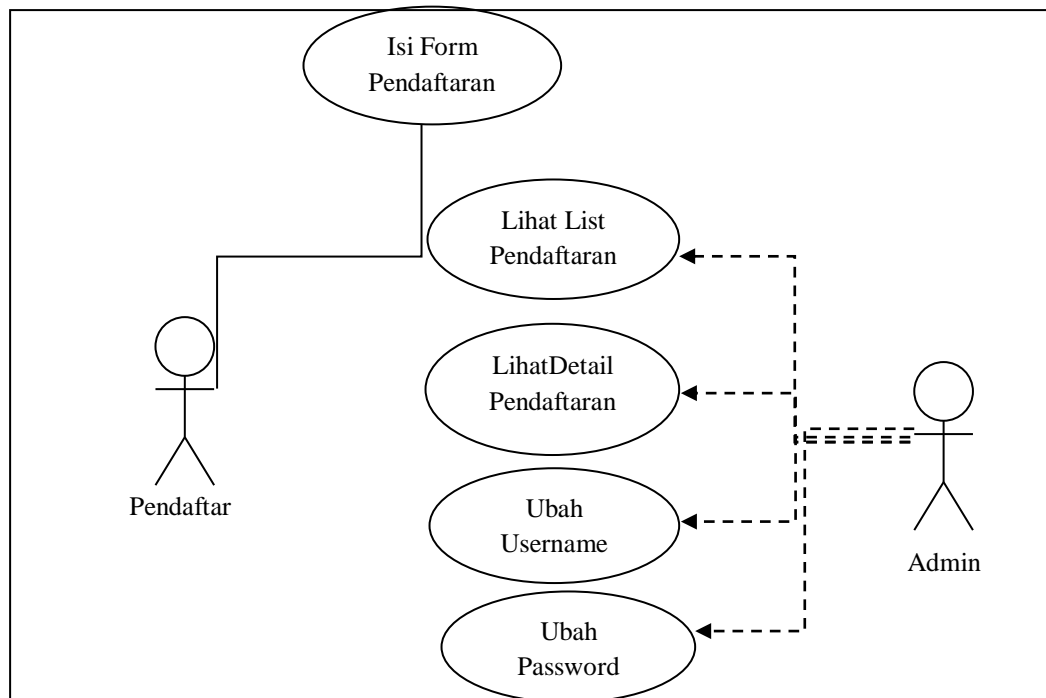 Isi Form
Pendaftaran
Lihat List
Pendaftaran
LihatDetail
Pendaftaran
Pendaftar
Ubah
Username
Admin
Ubah
Password